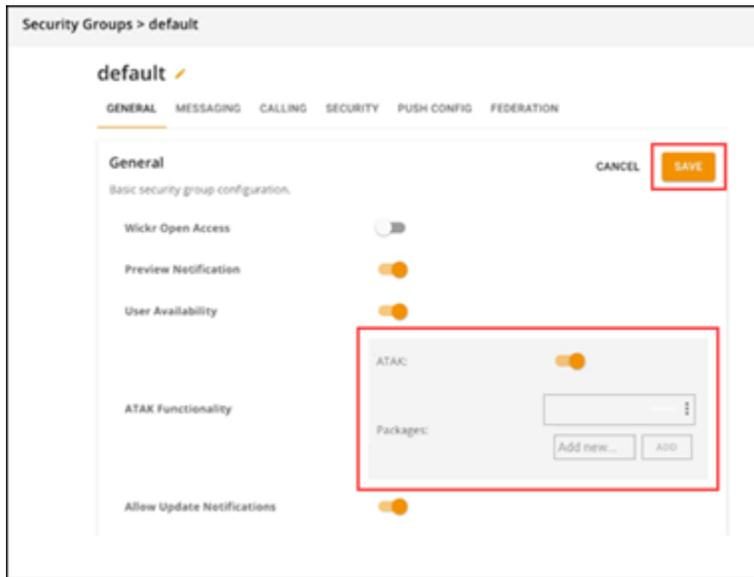 Security Groups > default
default
GENERAL MESSAGING CALLING SECURITY PUSH CONFIG FEDERATION
General
CANCEL SAVE
Basic security group configuration.
Wickr Open Access
Preview Notification
User Availability
ATAK:
ATAK Functionality
Packages:
Add new... ADD
Allow Update Notifications